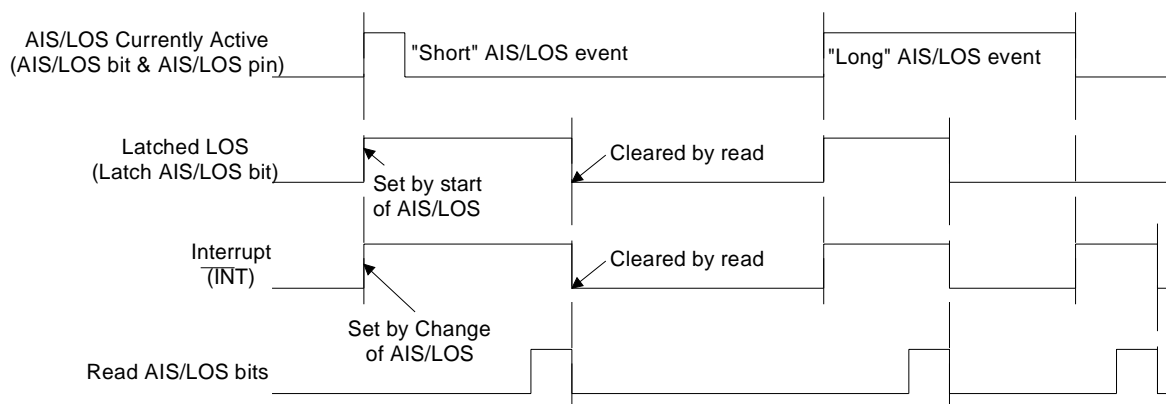 AIS/LOS Currently Active
(AIS/LOS bit & AIS/LOS pin)
"Short" AIS/LOS event
"Long" AIS/LOS event
Latched LOS
(Latch AIS/LOS bit)
Set by start
of AIS/LOS
Cleared by read
Interrupt
(INT)
Set by Change
of AIS/LOS
Cleared by read
Read AIS/LOS bits